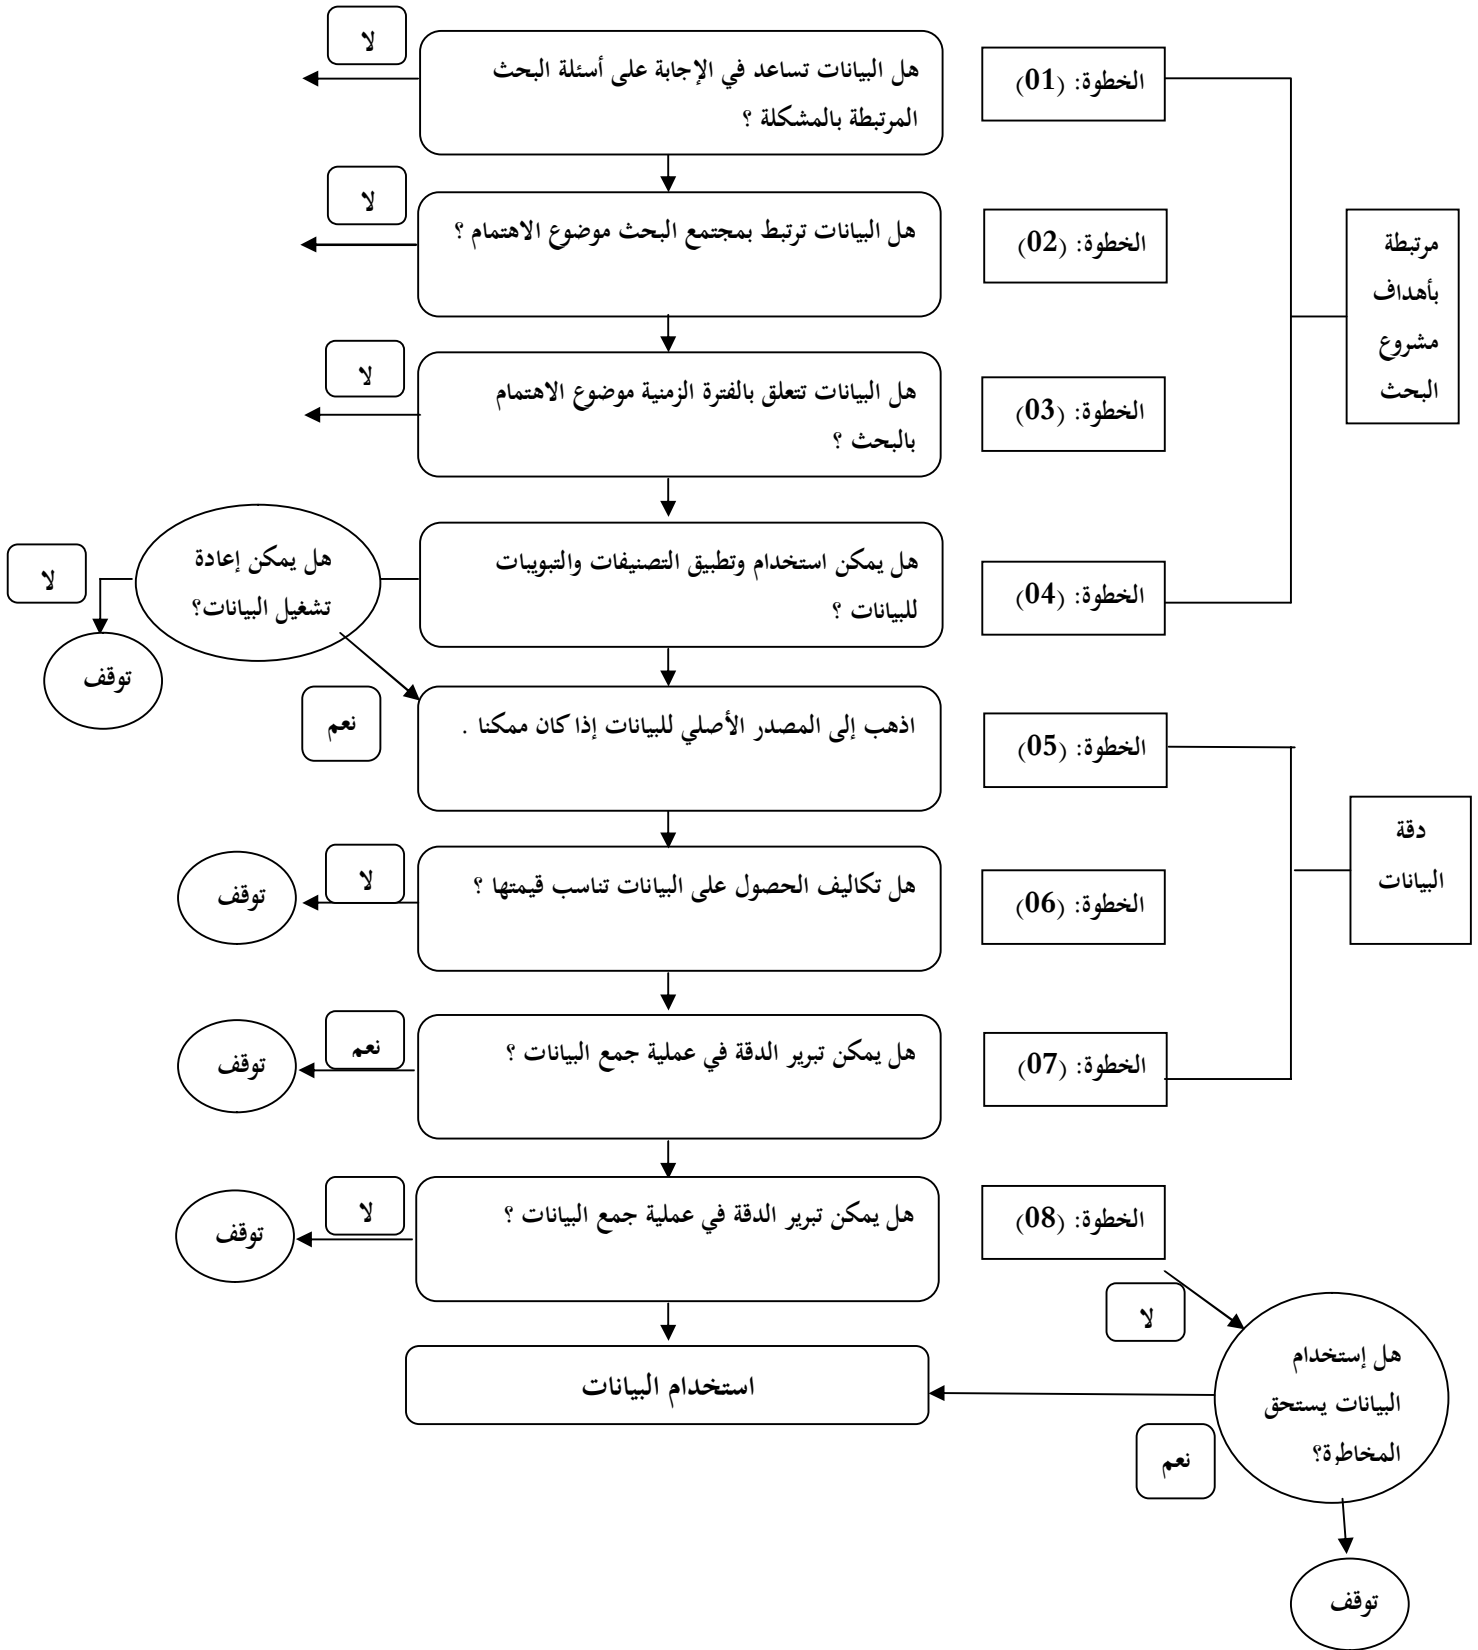 الخطوة: (01)
هل البيانات تساعد في الإجابة على أسئلة البحث
المرتبطة بالمشكلة ؟
لا
مرتبطة
بأهداف
مشروع
البحث
الخطوة: (02)
هل البيانات ترتبط بمجتمع البحث موضوع الاهتمام ؟
لا
الخطوة: (03)
هل البيانات تتعلق بالفترة الزمنية موضوع الاهتمام
بالبحث ؟
لا
الخطوة: (04)
هل يمكن استخدام وتطبيق التصنيفات والتبويبات
للبيانات ؟
هل يمكن إعادة
تشغيل البيانات؟
لا
توقف
نعم
الخطوة: (05)
اذهب إلى المصدر الأصلي للبيانات إذا كان ممكنا .
دقة
البيانات
الخطوة: (06)
هل تكاليف الحصول على البيانات تناسب قيمتها ؟
لا
توقف
الخطوة: (07)
هل يمكن تبرير الدقة في عملية جمع البيانات ؟
نعم
توقف
الخطوة: (08)
هل يمكن تبرير الدقة في عملية جمع البيانات ؟
لا
توقف
لا
هل إستخدام
البيانات يستحق
المخاطرة؟
نعم
استخدام البيانات
توقف